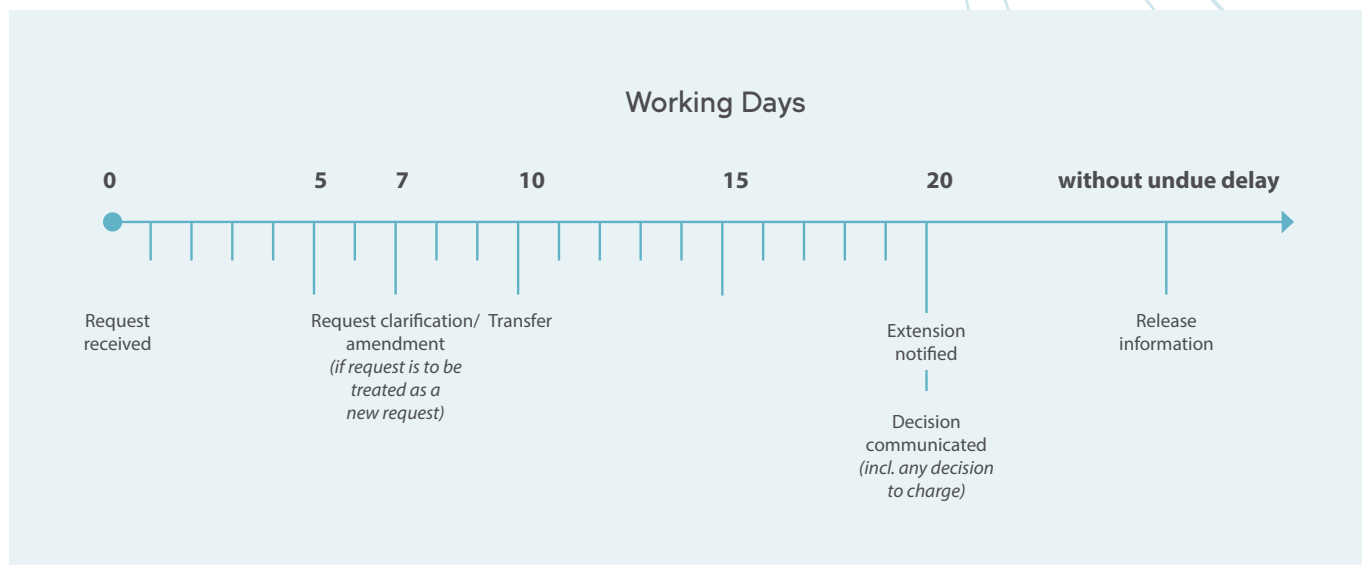 Working Days
0 5 7 10 15 20 without undue delay
Request
received
Request clarification/
amendment
(if request is to be
treated as a
new request)
Transfer
Extension
notified
Decision
communicated
(incl. any decision
to charge)
Release
information